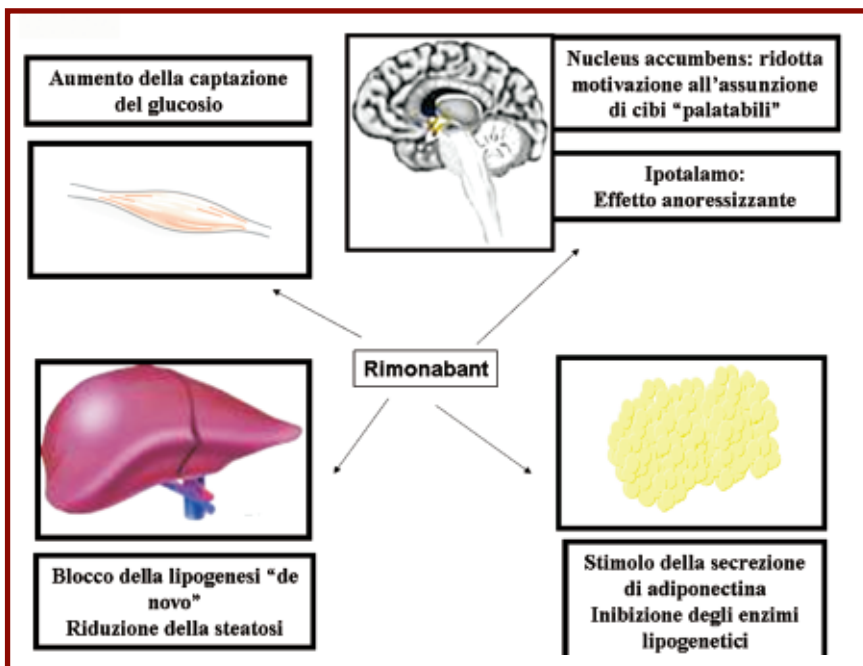 Aumento della captazione
del glucosio
Nucleus accumbens: ridotta
motivazione all'assunzione
di cibi “palatabili”
Ipotalamo:
Effetto anoressizzante
Rimonabant
Blocco della lipogenesi “de
novo”
Riduzione della steatosi
Stimolo della secrezione
di adiponectina
Inibizione degli enzimi
lipogenetici